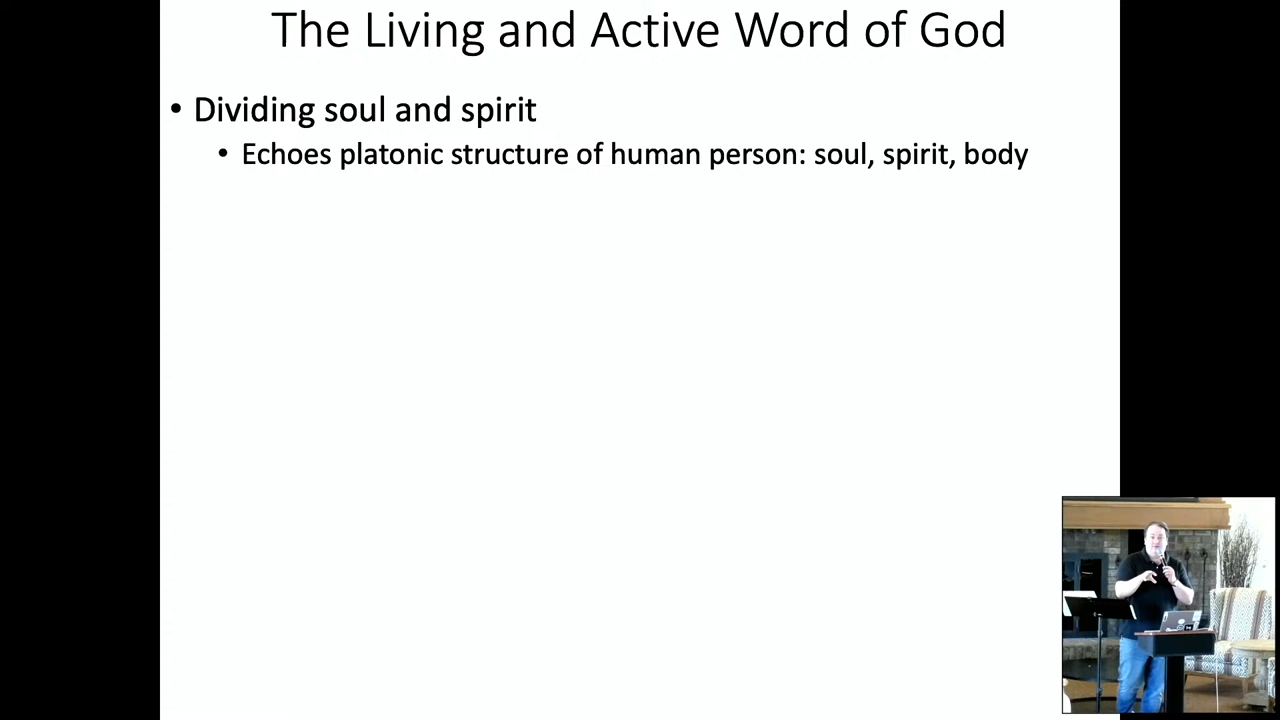 The Living and Active Word of God
• Dividing soul and spirit
• Echoes platonic structure of human person: soul, spirit, body